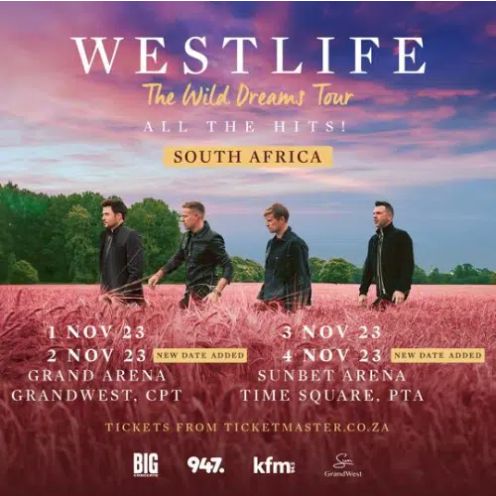 WESTLIFE
The Wild Dreams Tour
ALL THE HITS!
SOUTH AFRICA
1 NOV 23
2 NOV 23 NEW DATE ADDED
GRAND ARENA
GRANDWEST, CPT
3 NOV 23
4 NOV 23 NEW DATE ADDED
SUNBET ARENA
TIME SQUARE, PTA
TICKETS FROM TICKETMASTER.CO.ZA
BIG
CONCERTS
947.
kfm
GrandWest